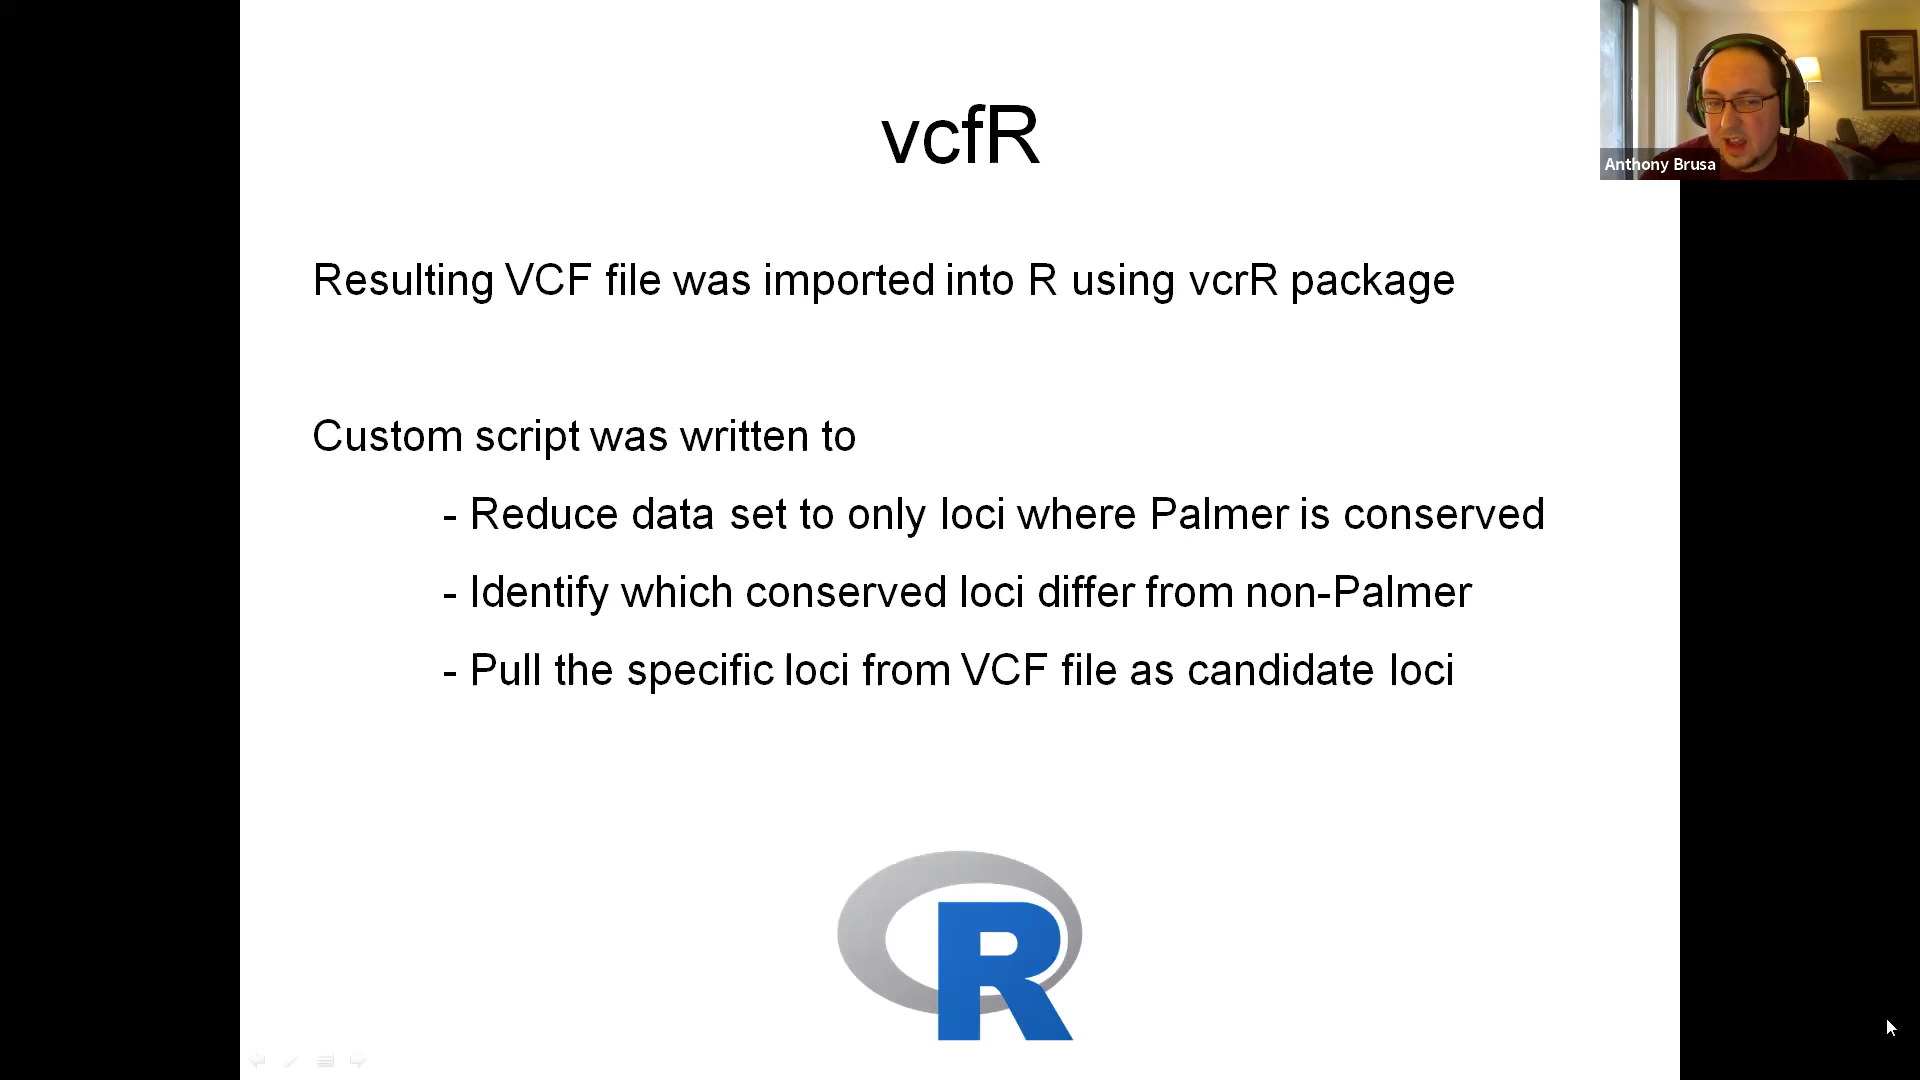 vcfR
Anthony Brusa
Resulting VCF file was imported into R using vcrR package
Custom script was written to
- Reduce data set to only loci where Palmer is conserved
- Identify which conserved loci differ from non-Palmer
- Pull the specific loci from VCF file as candidate loci
R